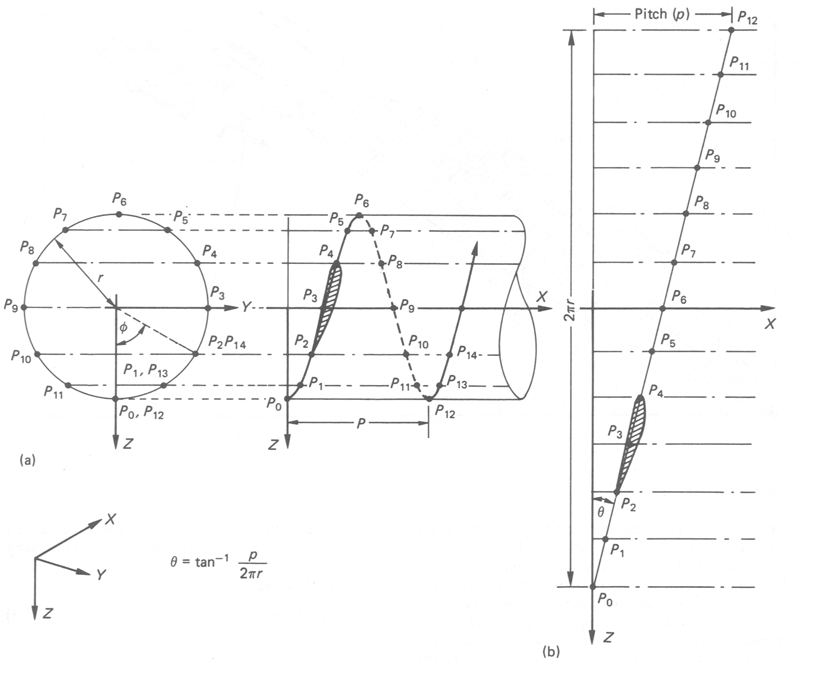 Pitch (p)
P12
P11
P10
P9
P8
P7
P6
X
P5
P4
P3
P2
θ
P1
P0
Z
2πr
(b)
P6
P7
P5
P8
P4
r
P9
P3
Y
φ
P10
P2P14
P1, P13
P11
P0, P12
Z
(a)
P6
P5
P7
P4
P8
P3
P9
X
P2
P10
P14
P1
P11
P13
P0
P12
P
Z
X
Y
Z
θ = tan⁻¹ p/2πr